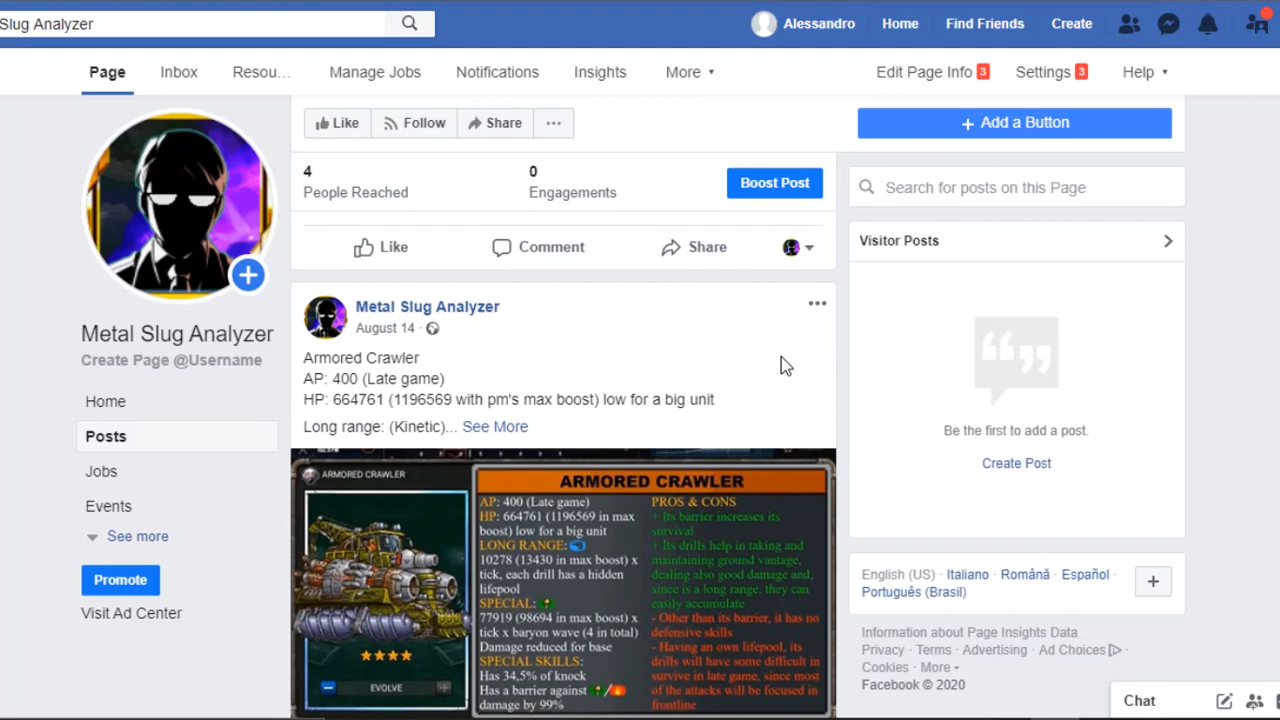 Slug Analyzer
Alessandro
Home
Find Friends
Create
Page
Inbox
Resou...
Manage Jobs
Notifications
Insights
More
Edit Page Info 3
Settings 3
Help
Like
Follow
Share
...
+ Add a Button
4
People Reached
0
Engagements
Boost Post
Like
Comment
Share
Metal Slug Analyzer
Create Page @Username
Home
Posts
Jobs
Events
See more
Promote
Visit Ad Center
Metal Slug Analyzer
August 14 ·
Armored Crawler
AP: 400 (Late game)
HP: 664761 (1196569 with pm's max boost) low for a big unit
Long range: (Kinetic)... See More
ARMORED CRAWLER
EVOLVE
ARMORED CRAWLER
AP: 400 (Late game)
HP: 664761 (1196569 in max
boost) low for a big unit
LONG RANGE:
10278 (13430 in max boost) x
tick, each drill has a hidden
lifepool
SPECIAL:
77919 (98694 in max boost) x
tick x baryon wave (4 in total)
Damage reduced for base
SPECIAL SKILLS:
Has 34,5% of knock
Has a barrier against /
damage by 99%
PROS & CONS
+ Its barrier increases its
survival
+ Its drills help in taking and
maintaining ground vantage,
dealing also good damage and,
since is a long range, they can
easily accumulate
- Other than its barrier, it has no
defensive skills
- Having an own lifepool, its
drills will have some difficult in
survive in late game, since most
of the attacks will be focused in
frontline
Search for posts on this Page
Visitor Posts
Be the first to add a post.
Create Post
English (US) · Italiano · Română · Español ·
Português (Brasil)
+
Information about Page Insights Data
Privacy · Terms · Advertising · Ad Choices ·
Cookies · More
Facebook © 2020
Chat